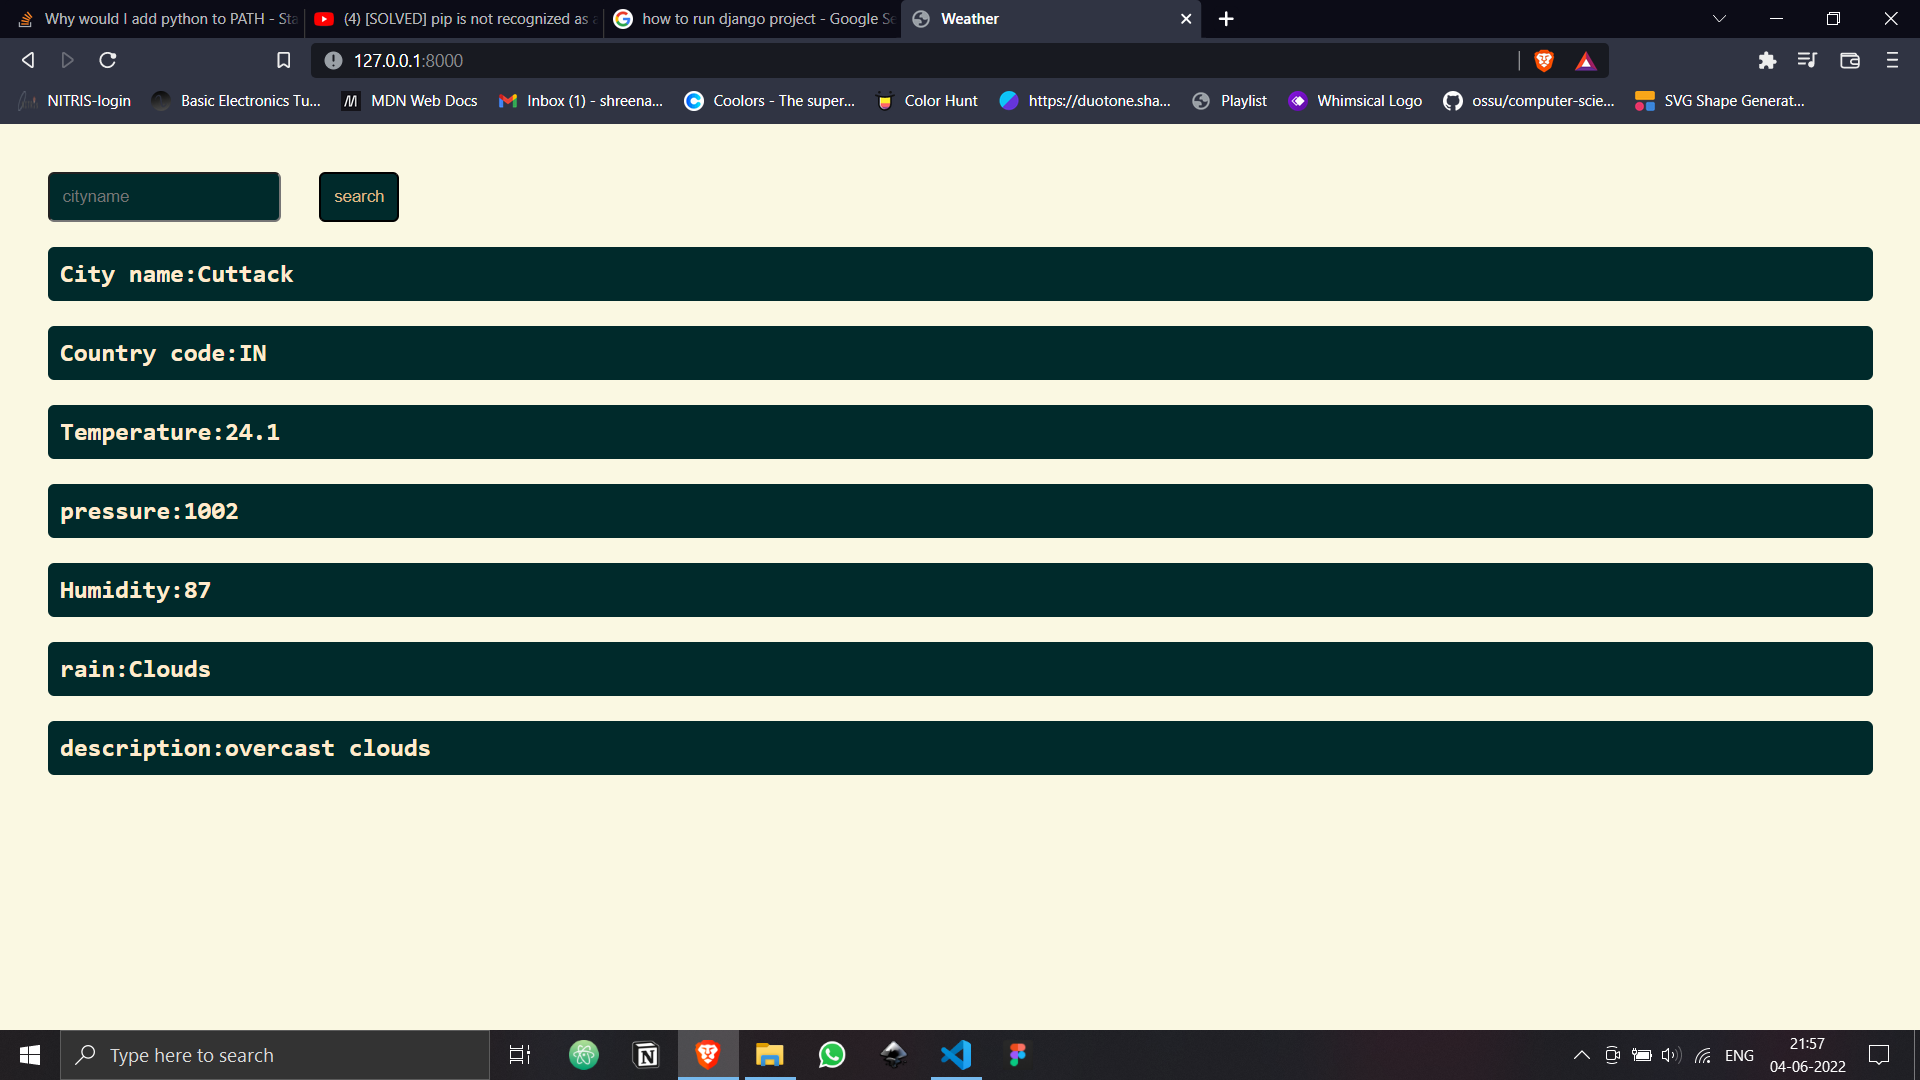 Why would I add python to PATH - Sta
(4) [SOLVED] pip is not recognized as a
how to run django project - Google Se
Weather
127.0.0.1:8000
NITRIS-login
Basic Electronics Tu...
MDN Web Docs
Inbox (1) - shreena...
Coolors - The super...
Color Hunt
https://duotone.sha...
Playlist
Whimsical Logo
ossu/computer-scie...
SVG Shape Generat...
cityname
search
City name:Cuttack
Country code:IN
Temperature:24.1
pressure:1002
Humidity:87
rain:Clouds
description:overcast clouds
Type here to search
ENG
21:57
04-06-2022